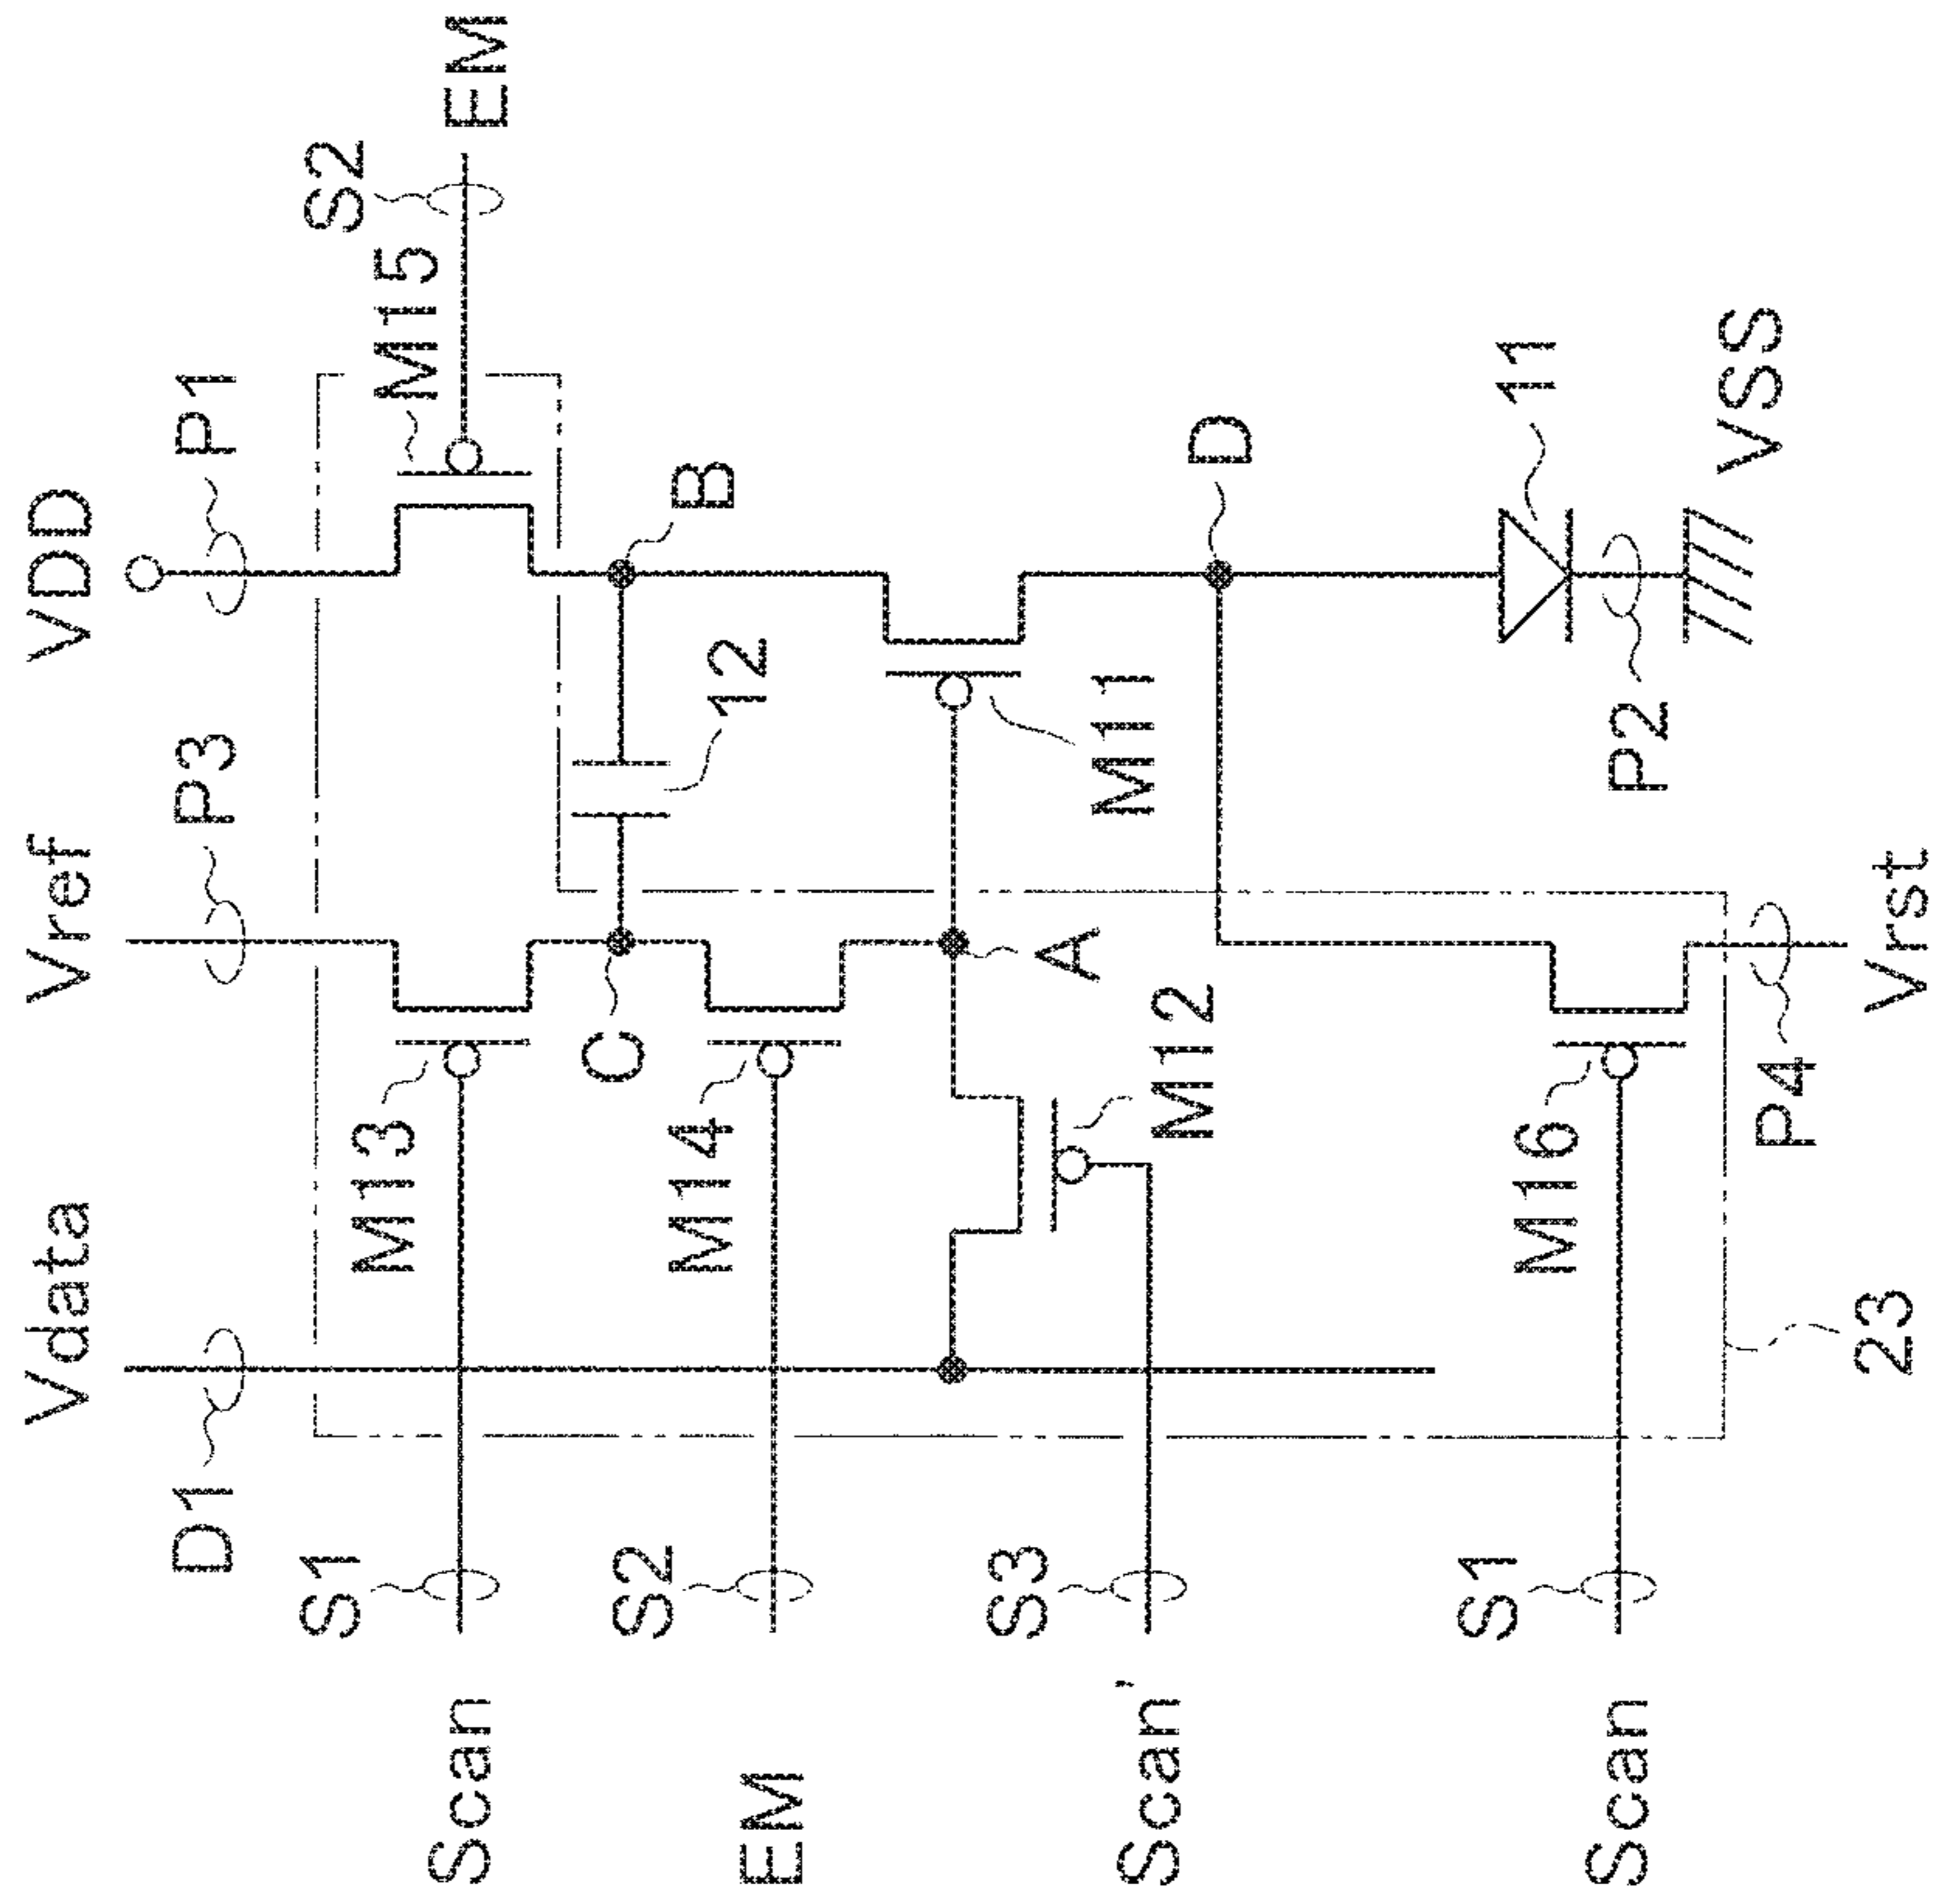 Vdata
Vref
VDD
D1
P3
P1
S1
Scan
M13
M15
S2
EM
S2
EM
M14
C
12
B
S3
Scan'
M12
A
M11
D
S1
Scan
M16
11
P4
P2
23
Vrst
VSS